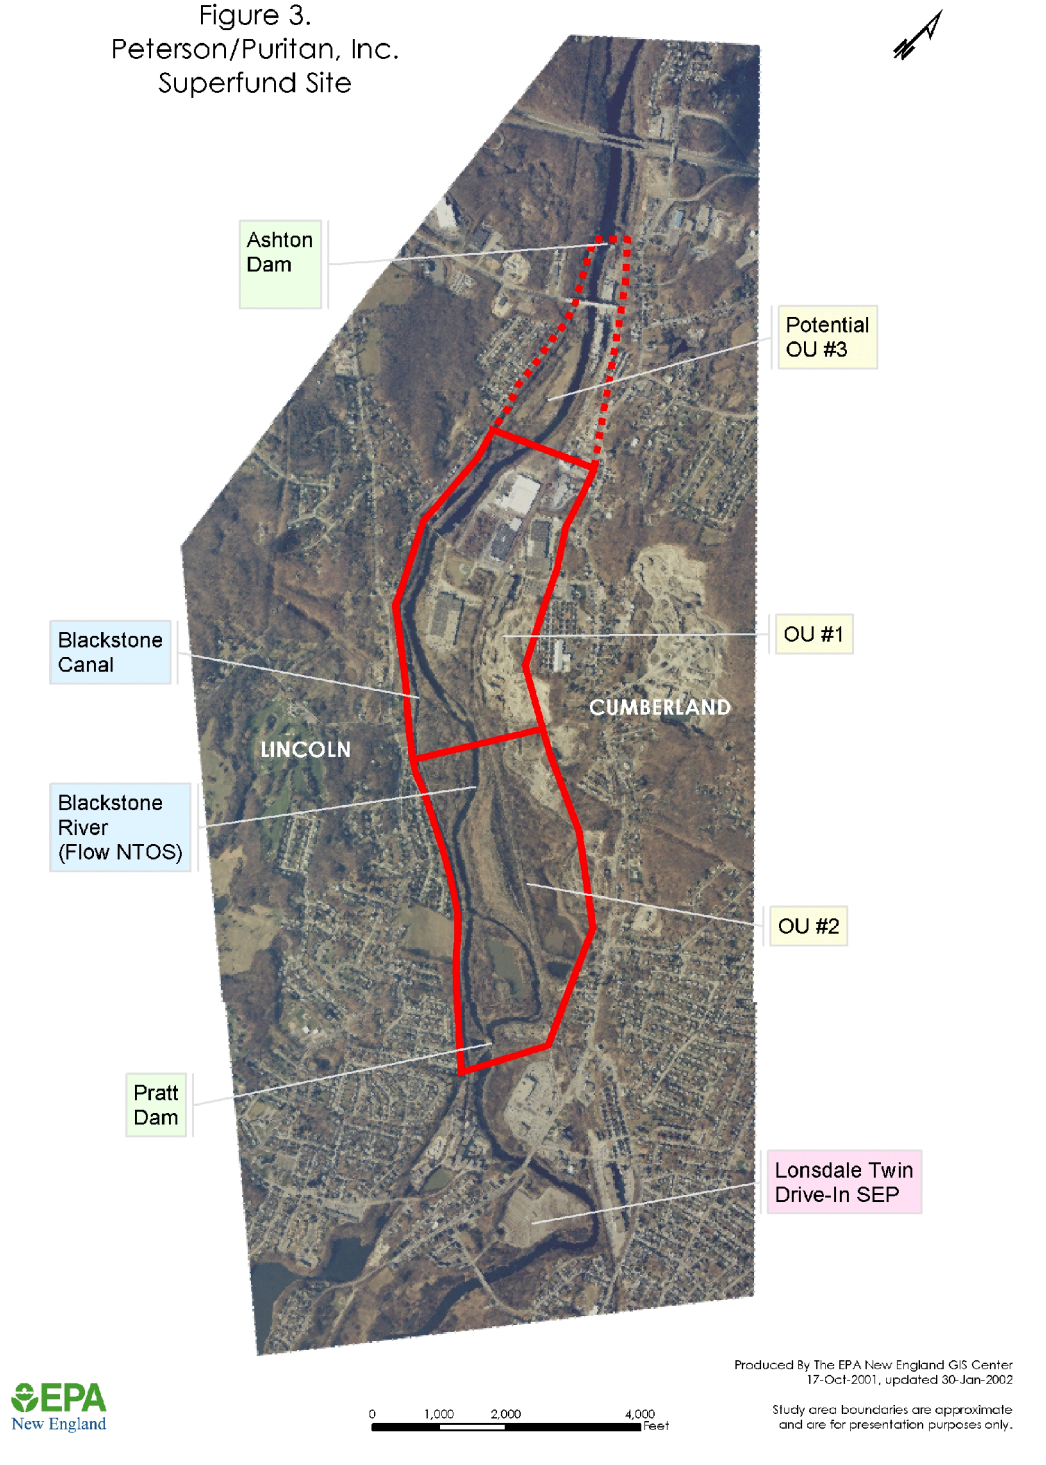 Figure 3.
Peterson/Puritan, Inc.
Superfund Site
Ashton
Dam
Potential
OU #3
OU #1
Blackstone
Canal
CUMBERLAND
LINCOLN
Blackstone
River
(Flow NTOS)
OU #2
Pratt
Dam
Lonsdale Twin
Drive-In SEP
Produced By The EPA New England GIS Center
17-Oct-2001, updated 30-Jan-2002
Study area boundaries are approximate
and are for presentation purposes only.
EPA
New England
0 1,000 2,000 4,000
Feet